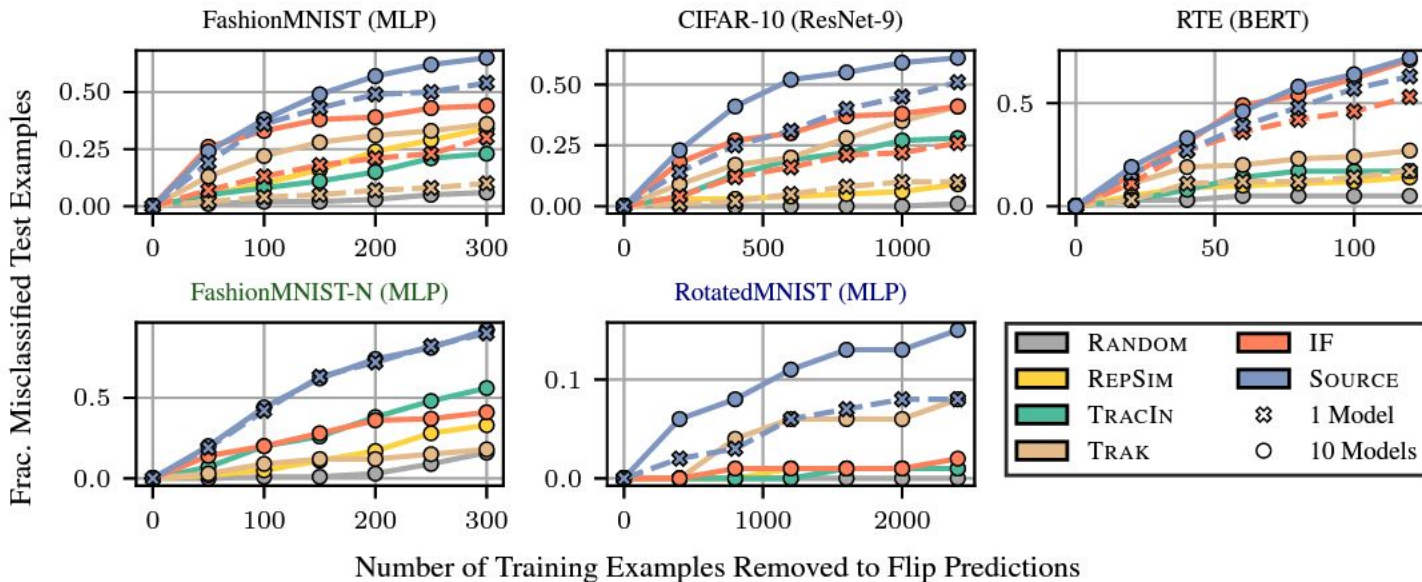 FashionMNIST (MLP)
CIFAR-10 (ResNet-9)
RTE (BERT)
Frac. Misclassified Test Examples
0.50
0.25
0.00
0 100 200 300
0.50
0.25
0.00
0 500 1000
0.5
0.0
0 50 100
FashionMNIST-N (MLP)
RotatedMNIST (MLP)
0.5
0.0
0 100 200 300
0.1
0.0
0 1000 2000
RANDOM
REPSIM
TRACIN
TRAK
IF
SOURCE
1 Model
10 Models
Number of Training Examples Removed to Flip Predictions